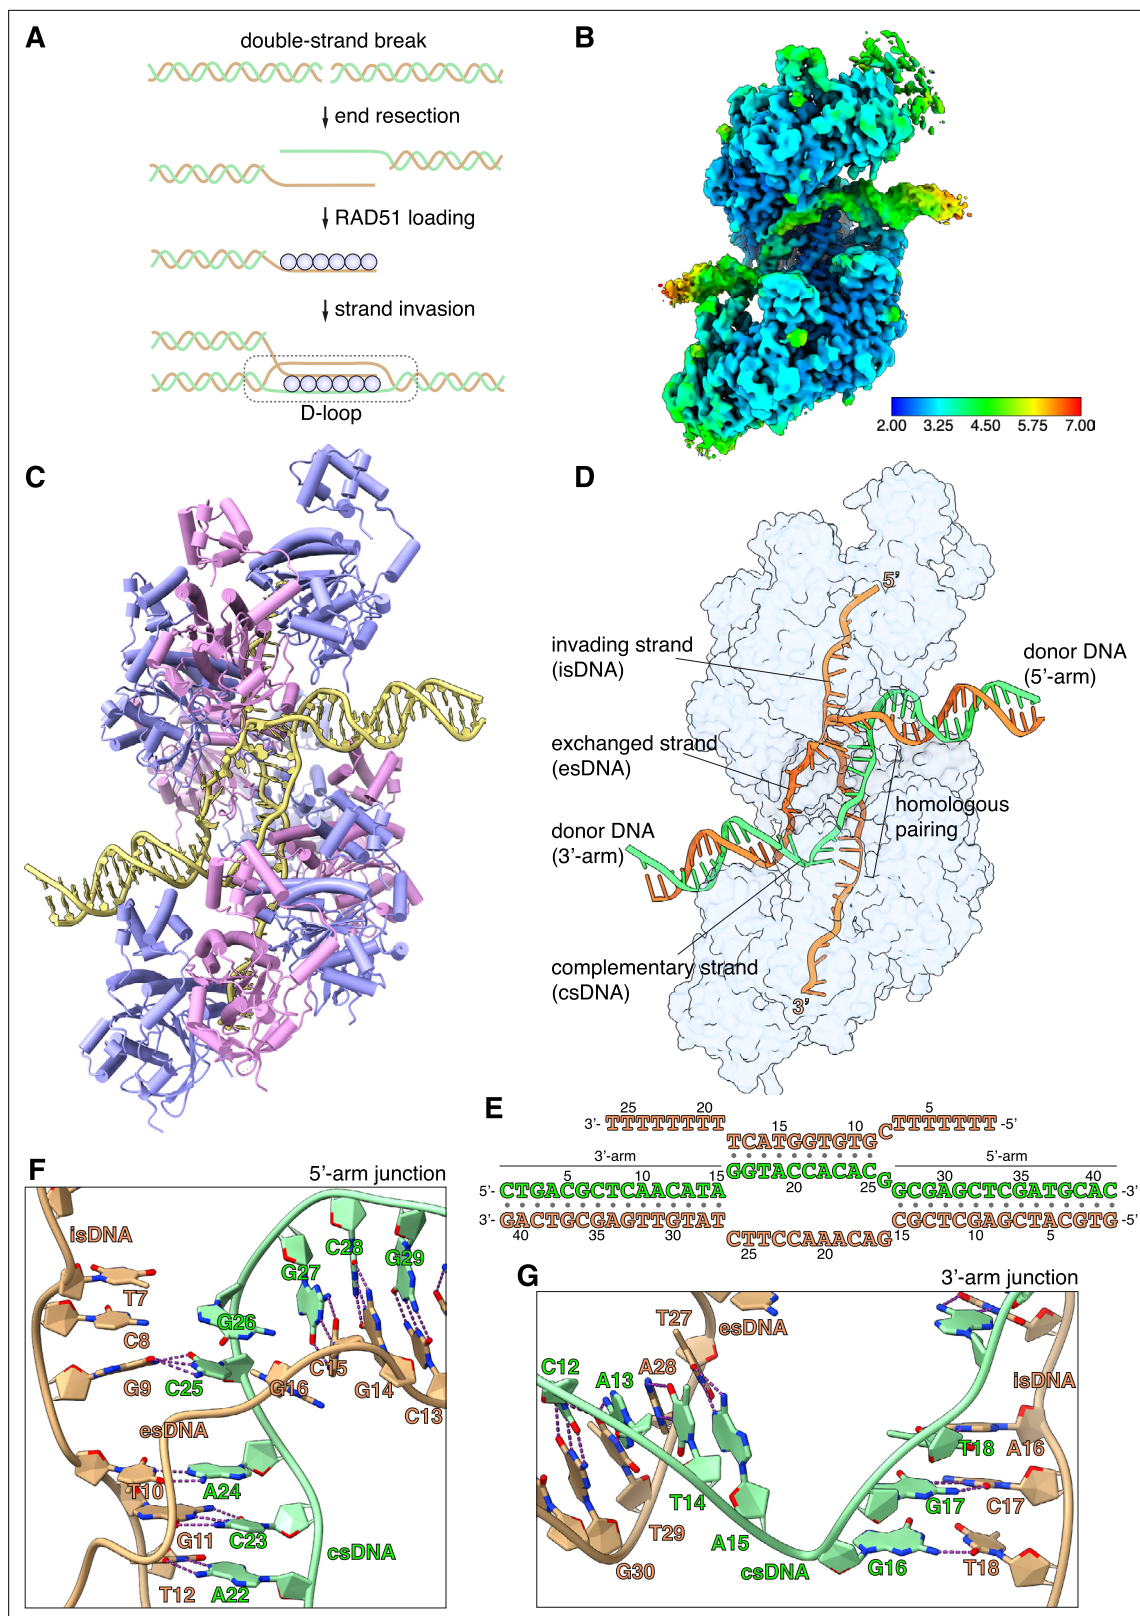 A
double-strand break
end resection
RAD51 loading
strand invasion
D-loop
B
2.00 3.25 4.50 5.75 7.00
C
D
5’
invading strand
(isDNA)
donor DNA
(5’-arm)
exchanged strand
(esDNA)
homologous
pairing
donor DNA
(3’-arm)
complementary strand
(csDNA)
3’
E
25 20 5
3’- TTTTTTTT TTTTTTT -5’
15 10
TCATGGTGTG C
3’-arm 5’-arm
GGTACCACAC G
5 10 15 20 25 30 35 40
5’- CTGACGCTCAACATA GCGAGCTCGATGCAC -3’
3’- GACTGCGAGTTGTAT CGCTCGAGCTACGTG -5’
40 35 30 15 10 5
CTTCCAAACAG
25 20
F
5’-arm junction
isDNA
T7
C8
G9
C25
G26
G27
C28
G29
C15
G16
G14
C13
esDNA
T10
A24
G11
C23
csDNA
T12
A22
G
3’-arm junction
T27
esDNA
C12
A13
A28
isDNA
T18
A16
T14
G17
C17
T29
A15
G30
csDNA
G16
T18